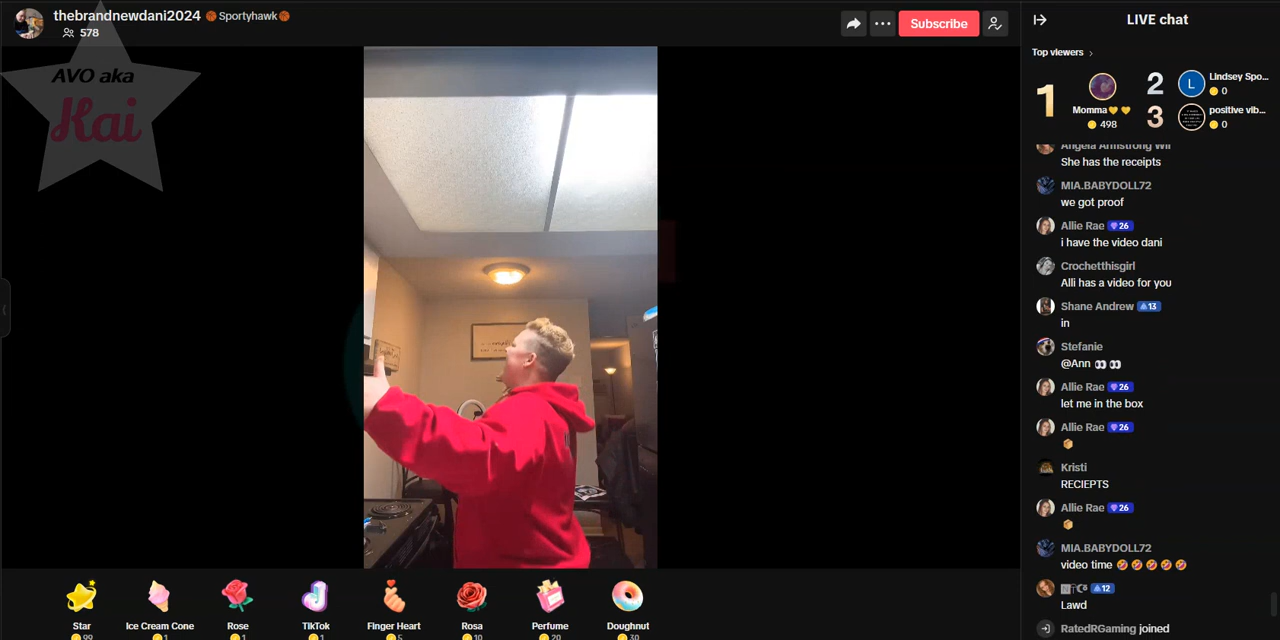 thebrandnewdani2024 🏀 Sportyhawk🏀
578
Subscribe
AVO aka
Kai
LIVE chat
Top viewers
1
Momma💛 💛
498
2
L
Lindsey Spo...
0
3
positive vib...
0
Angela Armstrong Wil
She has the receipts
MIA.BABYDOLL72
we got proof
Allie Rae 26
i have the video dani
Crochetthisgirl
Alli has a video for you
Shane Andrew 13
in
Stefanie
@Ann 👀 👀
Allie Rae 26
let me in the box
Allie Rae 26
📦
Kristi
RECIEPTS
Allie Rae 26
📦
MIA.BABYDOLL72
video time 🤣 🤣 🤣 🤣 🤣
12
Lawd
RatedRGaming joined
Star
99
Ice Cream Cone
1
Rose
1
TikTok
1
Finger Heart
5
Rosa
10
Perfume
20
Doughnut
30